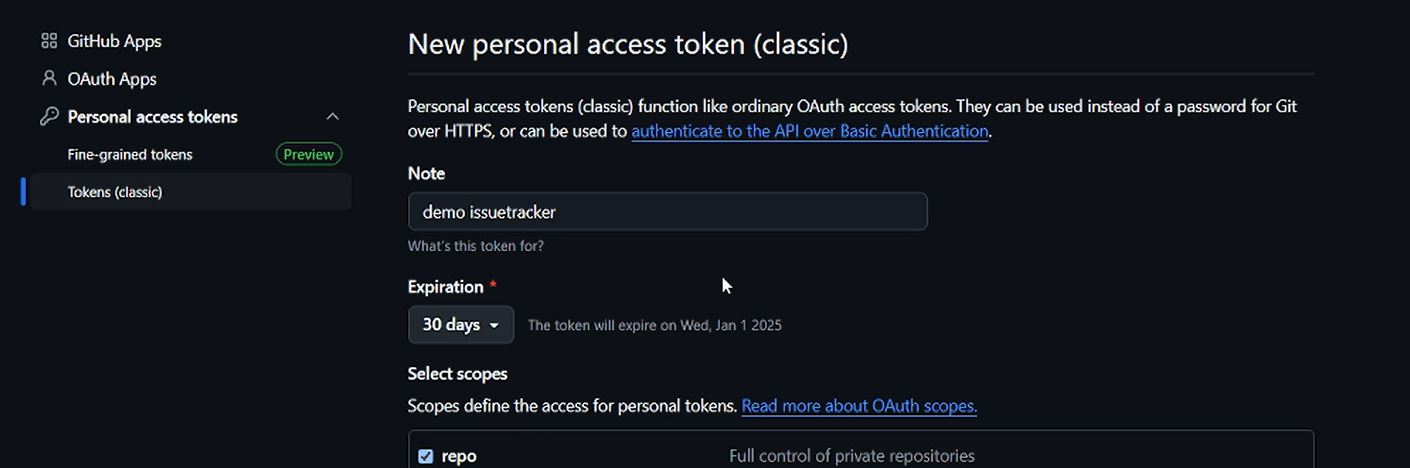 GitHub Apps
OAuth Apps
Personal access tokens
Fine-grained tokens
Preview
Tokens (classic)
New personal access token (classic)
Personal access tokens (classic) function like ordinary OAuth access tokens. They can be used instead of a password for Git
over HTTPS, or can be used to authenticate to the API over Basic Authentication.
Note
demo issuetracker
What's this token for?
Expiration *
30 days
The token will expire on Wed, Jan 1 2025
Select scopes
Scopes define the access for personal tokens. Read more about OAuth scopes.
repo
Full control of private repositories